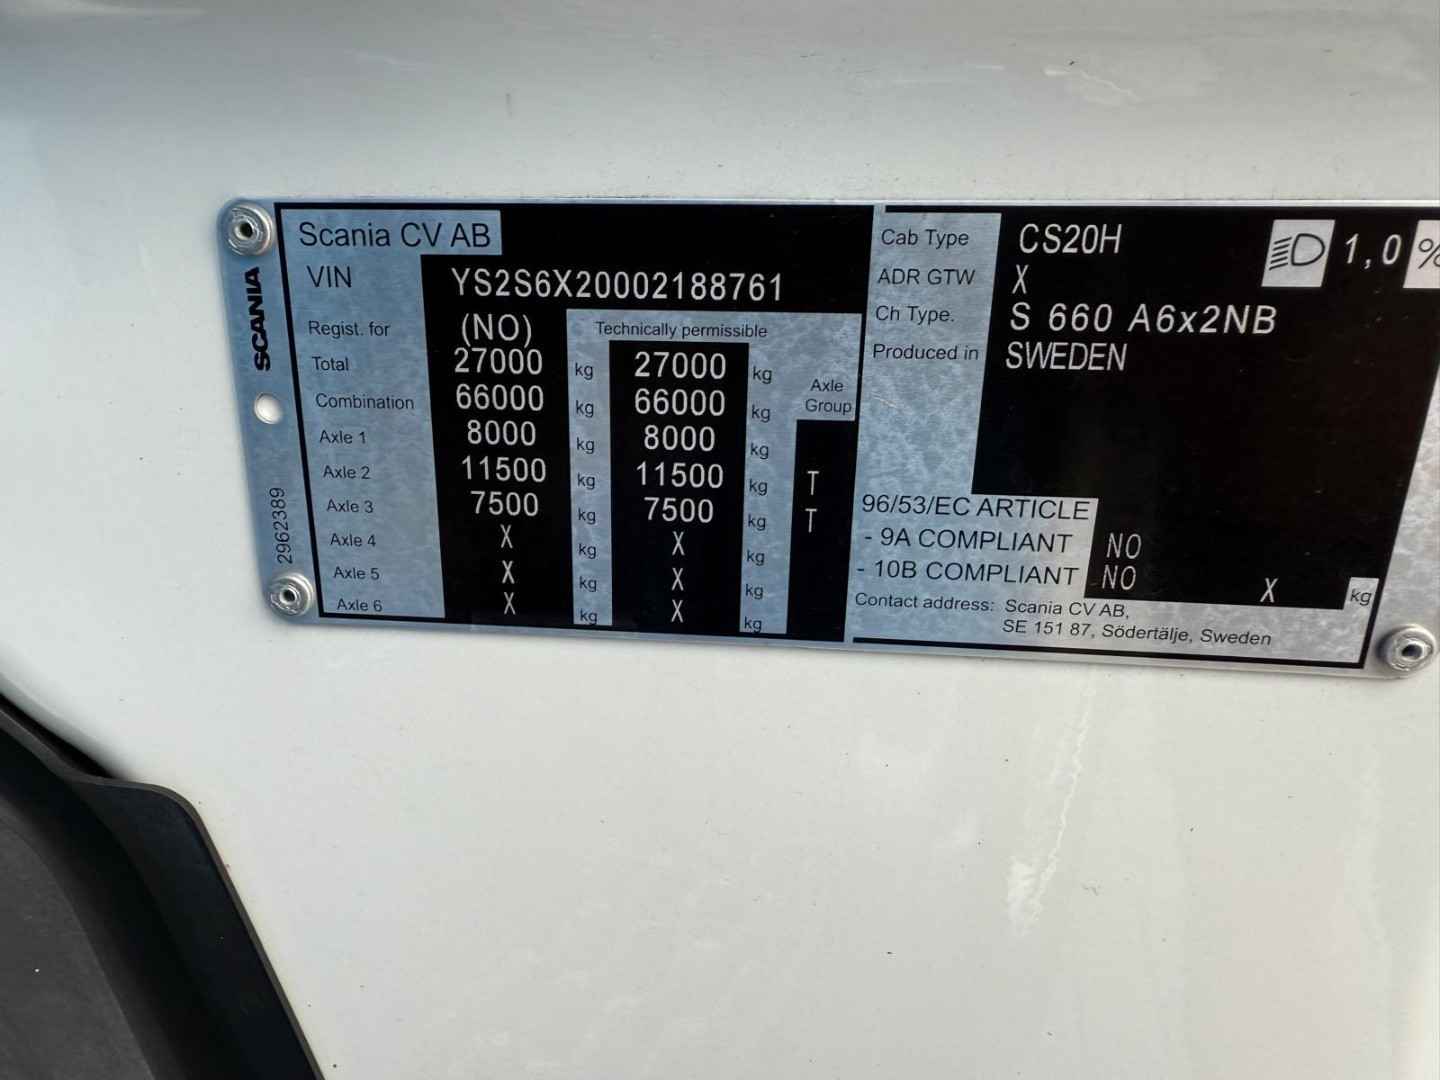 SCANIA
2962389
Scania CV AB
VIN YS2S6X20002188761
Regist. for (NO) Technically permissible
Total 27000 kg 27000 kg
Axle Group
Combination 66000 kg 66000 kg
Axle 1 8000 kg 8000 kg
Axle 2 11500 kg 11500 kg T
Axle 3 7500 kg 7500 kg T
Axle 4 X kg X kg
Axle 5 X kg X kg
Axle 6 X kg X kg
Cab Type CS20H 1,0 %
ADR GTW X
Ch Type. S 660 A6x2NB
Produced in SWEDEN
96/53/EC ARTICLE
- 9A COMPLIANT NO
- 10B COMPLIANT NO X kg
Contact address: Scania CV AB,
SE 151 87, Södertälje, Sweden